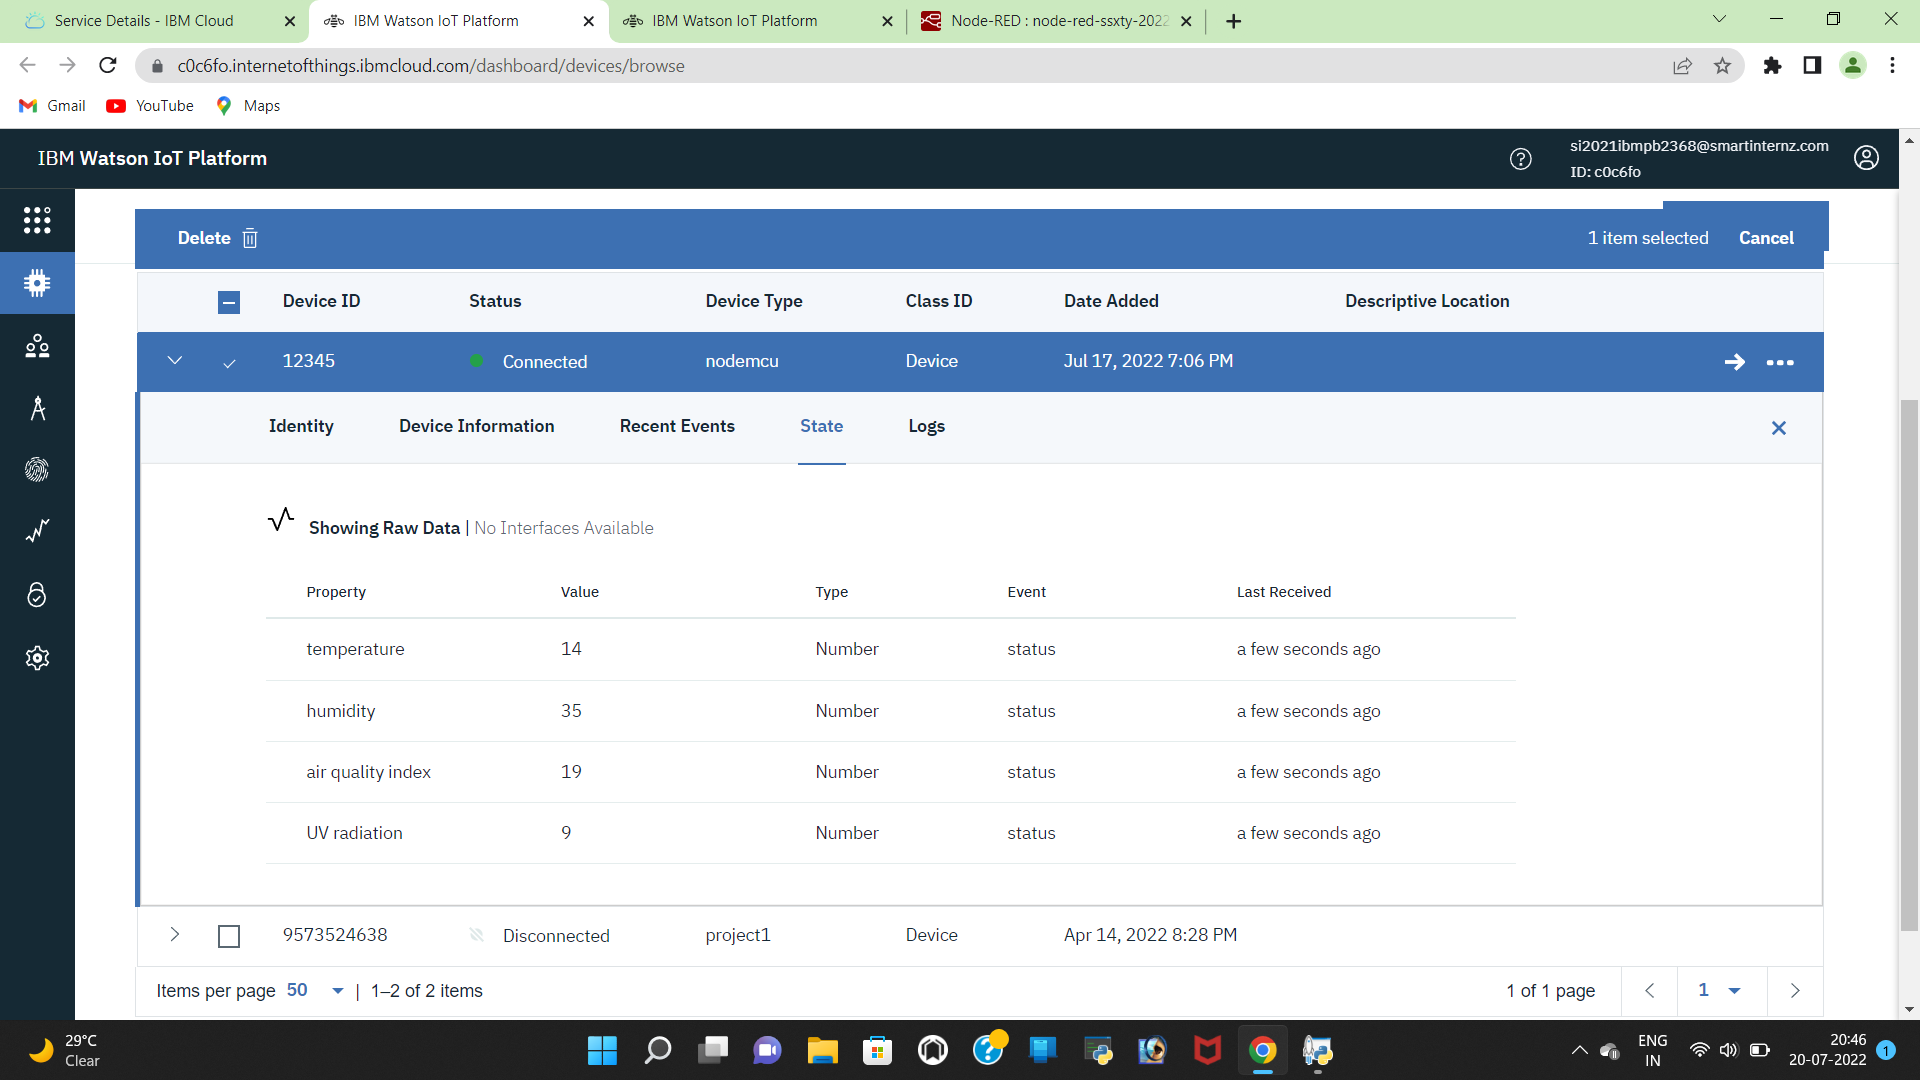 Service Details - IBM Cloud
IBM Watson IoT Platform
IBM Watson IoT Platform
Node-RED : node-red-ssxty-2022
c0c6fo.internetofthings.ibmcloud.com/dashboard/devices/browse
Gmail
YouTube
Maps
IBM Watson IoT Platform
si2021ibmpb2368@smartinternz.com
ID: c0c6fo
Delete
1 item selected
Cancel
Device ID Status Device Type Class ID Date Added Descriptive Location
12345 Connected nodemcu Device Jul 17, 2022 7:06 PM
Identity Device Information Recent Events State Logs
Showing Raw Data | No Interfaces Available
Property Value Type Event Last Received
temperature 14 Number status a few seconds ago
humidity 35 Number status a few seconds ago
air quality index 19 Number status a few seconds ago
UV radiation 9 Number status a few seconds ago
9573524638 Disconnected project1 Device Apr 14, 2022 8:28 PM
Items per page 50 | 1–2 of 2 items
1 of 1 page
1
29°C
Clear
ENG
IN
20:46
20-07-2022
1